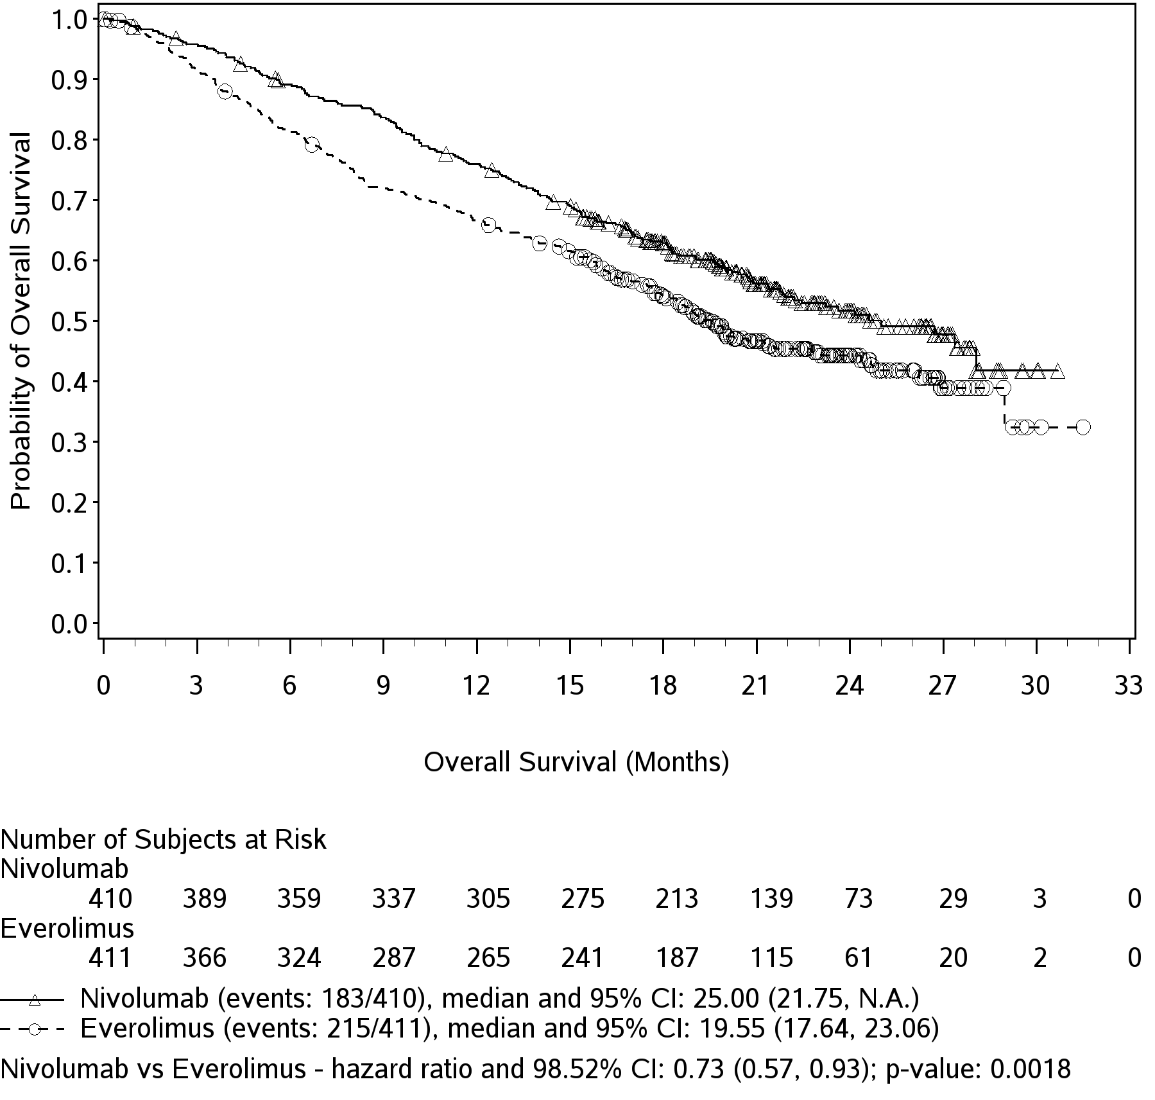 Probability of Overall Survival
1.0
0.9
0.8
0.7
0.6
0.5
0.4
0.3
0.2
0.1
0.0
0 3 6 9 12 15 18 21 24 27 30 33
Overall Survival (Months)
Number of Subjects at Risk
Nivolumab
410 389 359 337 305 275 213 139 73 29 3 0
Everolimus
411 366 324 287 265 241 187 115 61 20 2 0
Nivolumab (events: 183/410), median and 95% CI: 25.00 (21.75, N.A.)
Everolimus (events: 215/411), median and 95% CI: 19.55 (17.64, 23.06)
Nivolumab vs Everolimus - hazard ratio and 98.52% CI: 0.73 (0.57, 0.93); p-value: 0.0018